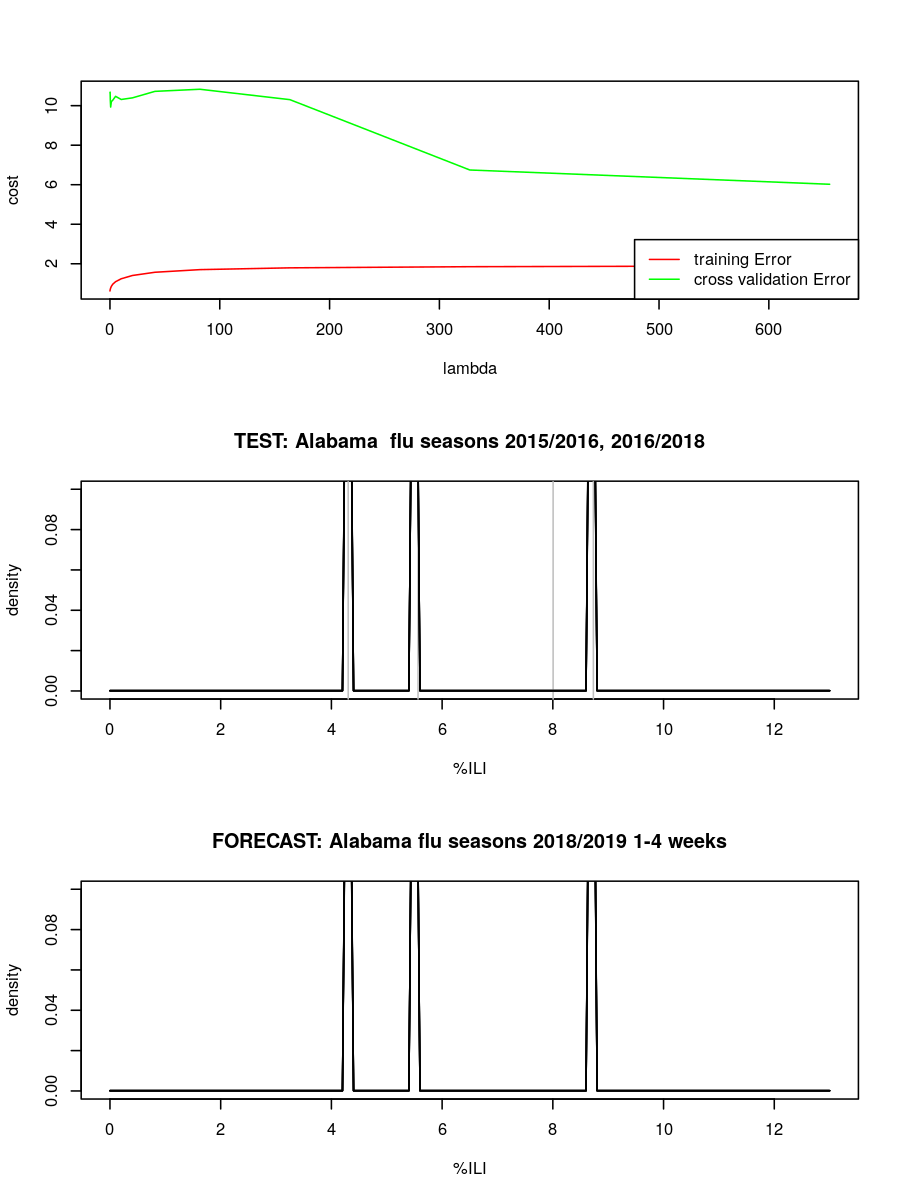 cost
10
8
6
4
2
training Error
cross validation Error
0 100 200 300 400 500 600
lambda
TEST: Alabama  flu seasons 2015/2016, 2016/2018
density
0.08
0.04
0.00
0 2 4 6 8 10 12
%ILI
FORECAST: Alabama flu seasons 2018/2019 1-4 weeks
density
0.08
0.04
0.00
0 2 4 6 8 10 12
%ILI